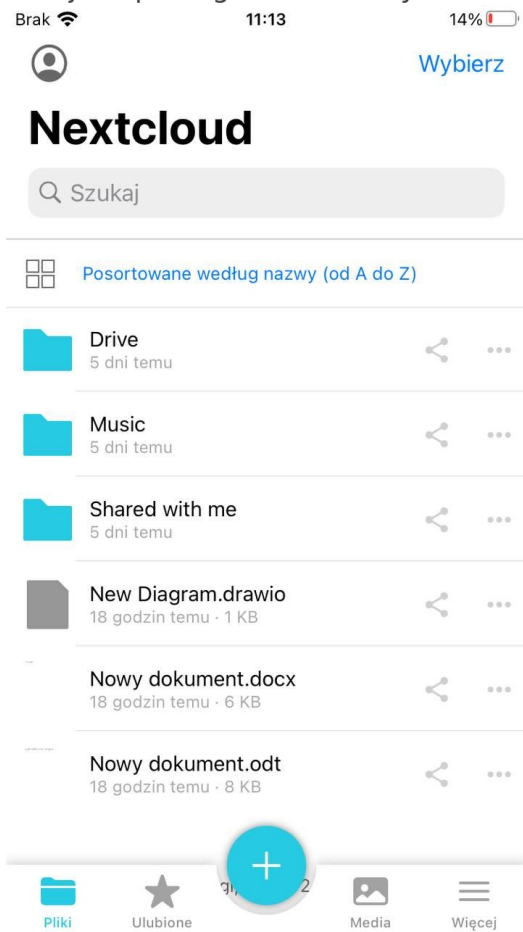 Brak 11:13 14%
Wybierz
Nextcloud
Szukaj
Posortowane według nazwy (od A do Z)
Drive
5 dni temu
Music
5 dni temu
Shared with me
5 dni temu
New Diagram.drawio
18 godzin temu · 1 KB
Nowy dokument.docx
18 godzin temu · 6 KB
Nowy dokument.odt
18 godzin temu · 8 KB
Pliki Ulubione Media Więcej